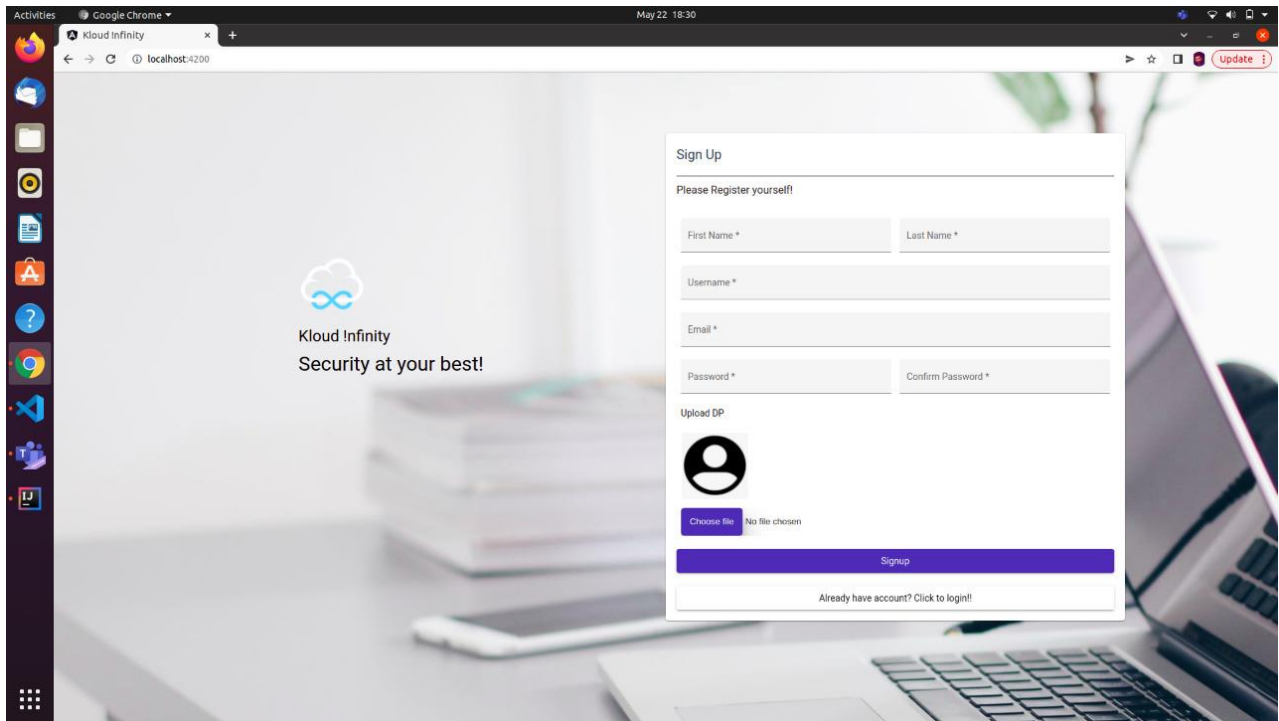 Activities Google Chrome May 22 18:30
Kloud Infinity
localhost:4200 Update
Sign Up
Please Register yourself!
First Name * Last Name *
Username *
Email *
Password * Confirm Password *
Upload DP
Choose file No file chosen
Signup
Already have account? Click to login!!
Kloud !nfinity
Security at your best!